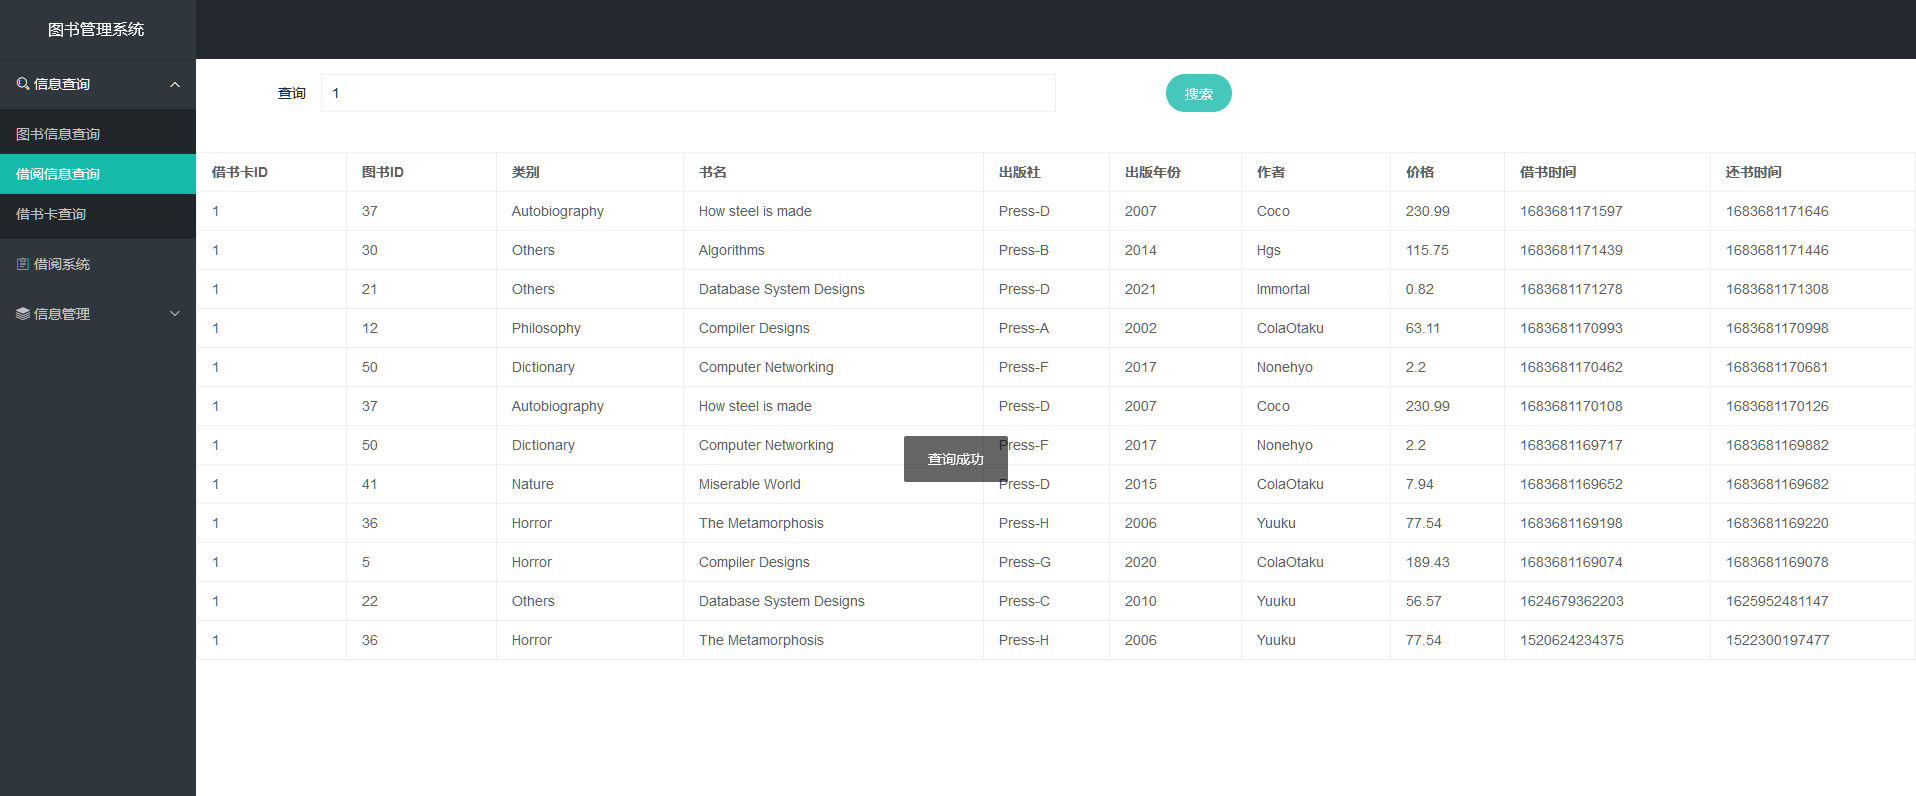 图书管理系统
信息查询
图书信息查询
借阅信息查询
借书卡查询
借阅系统
信息管理
查询 1 搜索
借书卡ID 图书ID 类别 书名 出版社 出版年份 作者 价格 借书时间 还书时间
1 37 Autobiography How steel is made Press-D 2007 Coco 230.99 1683681171597 1683681171646
1 30 Others Algorithms Press-B 2014 Hgs 115.75 1683681171439 1683681171446
1 21 Others Database System Designs Press-D 2021 Immortal 0.82 1683681171278 1683681171308
1 12 Philosophy Compiler Designs Press-A 2002 ColaOtaku 63.11 1683681170993 1683681170998
1 50 Dictionary Computer Networking Press-F 2017 Nonehyo 2.2 1683681170462 1683681170681
1 37 Autobiography How steel is made Press-D 2007 Coco 230.99 1683681170108 1683681170126
1 50 Dictionary Computer Networking Press-F 2017 Nonehyo 2.2 1683681169717 1683681169882
查询成功
1 41 Nature Miserable World Press-D 2015 ColaOtaku 7.94 1683681169652 1683681169682
1 36 Horror The Metamorphosis Press-H 2006 Yuuku 77.54 1683681169198 1683681169220
1 5 Horror Compiler Designs Press-G 2020 ColaOtaku 189.43 1683681169074 1683681169078
1 22 Others Database System Designs Press-C 2010 Yuuku 56.57 1624679362203 1625952481147
1 36 Horror The Metamorphosis Press-H 2006 Yuuku 77.54 1520624234375 1522300197477